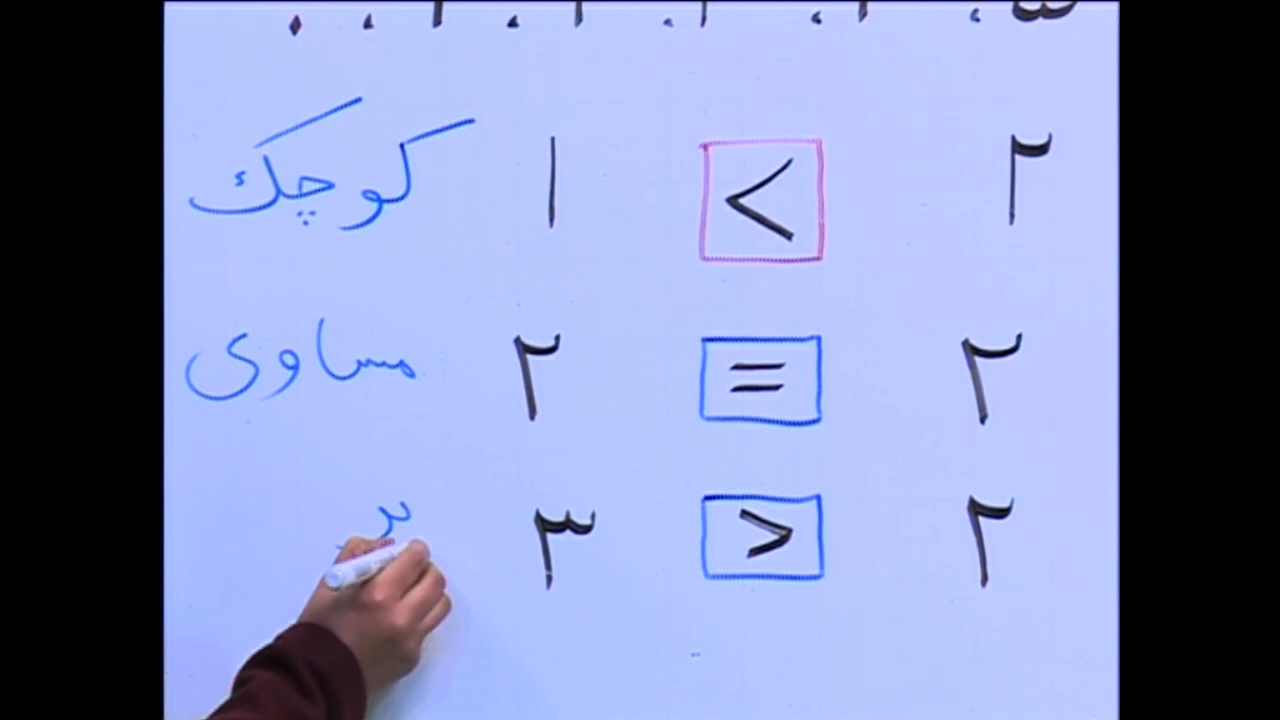 ۱ < ۲ کوچک
۲ = ۲ مساوی
۳ > ۲